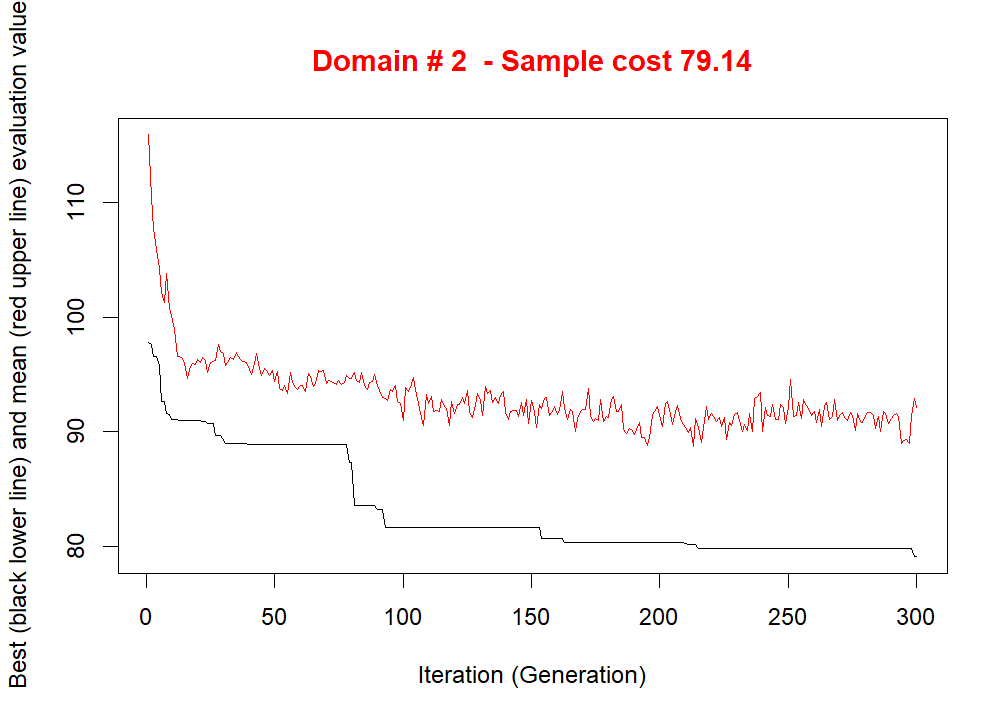 Domain # 2  - Sample cost 79.14
Best (black lower line) and mean (red upper line) evaluation value
110
100
90
80
0 50 100 150 200 250 300
Iteration (Generation)